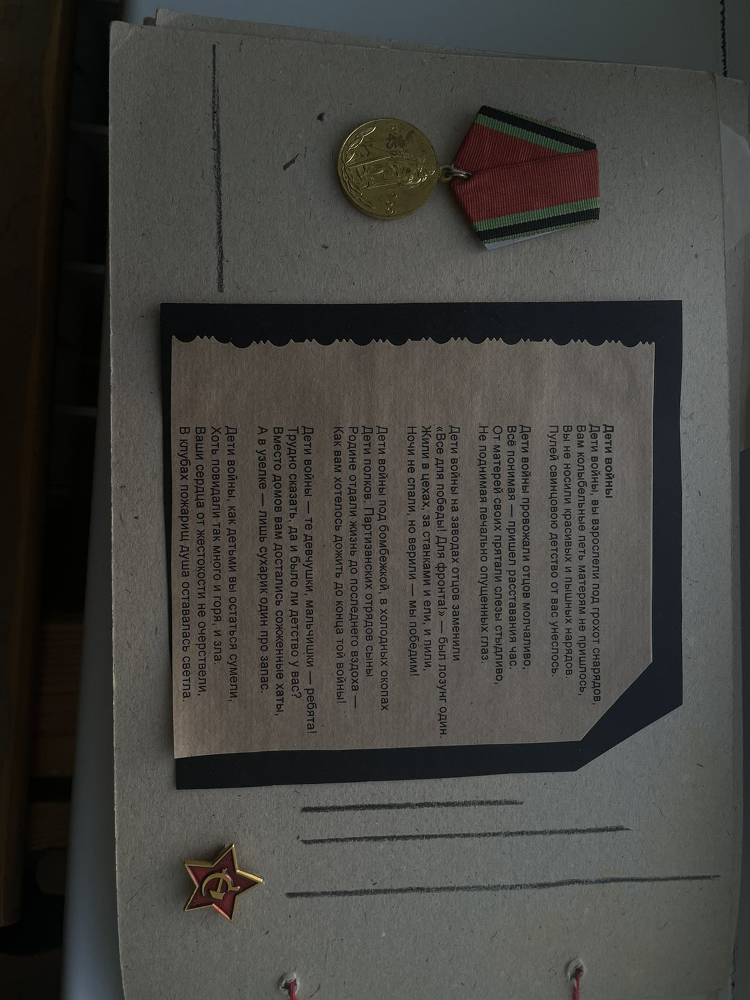 1945
1965
Дети войны
Дети войны, вы взрослели под грохот снарядов,
Вам колыбельные петь матерям не пришлось,
Вы не носили красивых и пышных нарядов.
Пулей свинцовою детство от вас унеслось.
Дети войны провожали отцов молчаливо,
Всё понимая — пришел расставания час.
От матерей своих прятали слезы стыдливо,
Не поднимая печально опущенных глаз.
Дети войны на заводах отцов заменили
«Все для победы! Для фронта!» — был лозунг один.
Жили в цехах, за станками и ели, и пили,
Ночи не спали, но верили — мы победим!
Дети войны под бомбежкой, в холодных окопах
Дети полков. Партизанских отрядов сыны
Родине отдали жизнь до последнего вздоха —
Как вам хотелось дожить до конца той войны!
Дети войны — те девчушки, мальчишки — ребята!
Трудно сказать, да и было ли детство у вас?
Вместо домов вам достались сожженные хаты,
А в узелке — лишь сухарик один про запас.
Дети войны, как детьми вы остаться сумели,
Хоть повидали так много и горя, и зла.
Ваши сердца от жестокости не очерствели,
В клубах пожарищ душа оставалась светла.